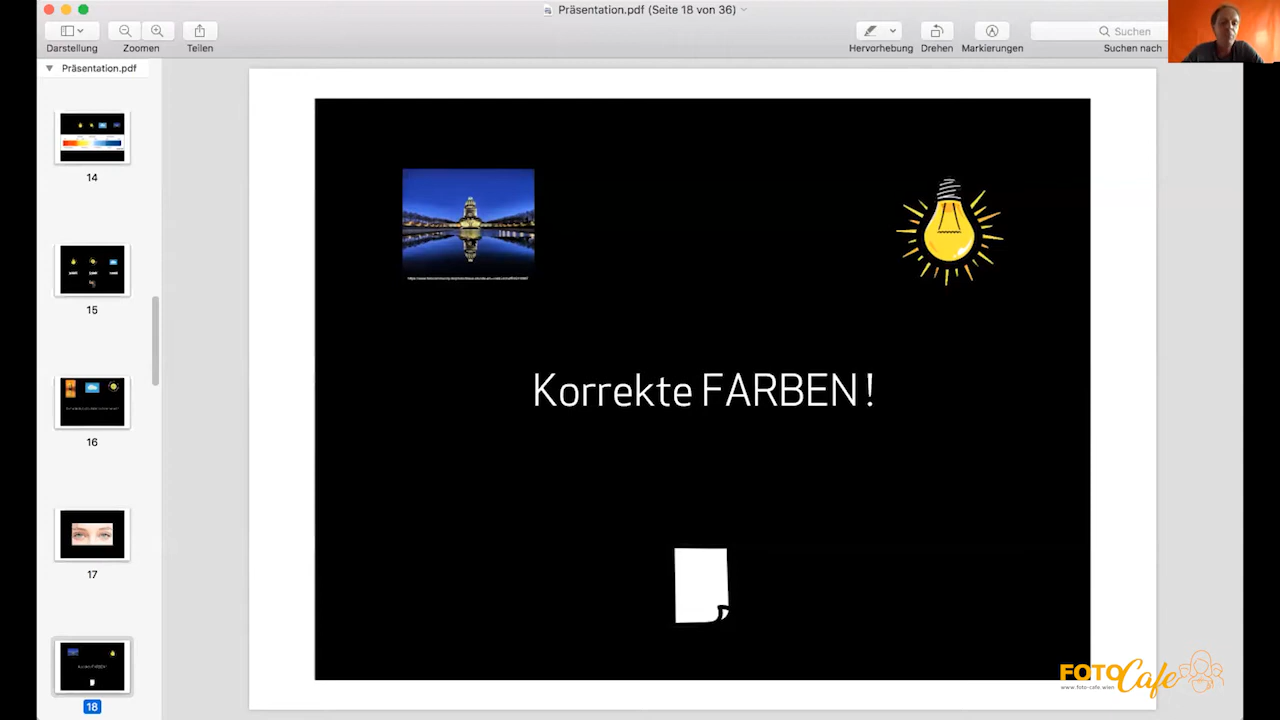 Präsentation.pdf (Seite 18 von 36)
Darstellung
Zoomen
Teilen
Hervorhebung
Drehen
Markierungen
Suchen
Suchen nach
Präsentation.pdf
14
15
16
17
18
Korrekte FARBEN!
FOTO Cafe
www.foto-cafe.wien